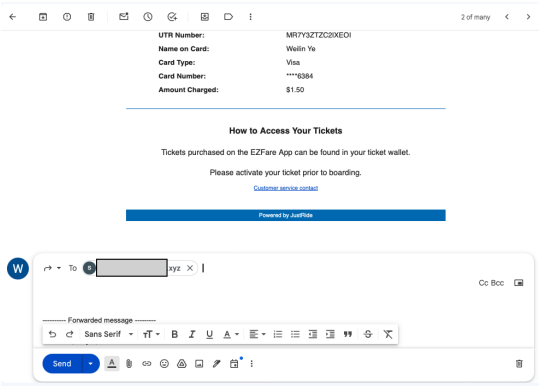 2 of many
UTR Number: MR7Y3ZTZC2IXEOI
Name on Card: Weilin Ye
Card Type: Visa
Card Number: ****6384
Amount Charged: $1.50
How to Access Your Tickets
Tickets purchased on the EZFare App can be found in your ticket wallet.
Please activate your ticket prior to boarding.
Customer service contact
Powered by JustRide
W
To S xyz
Cc Bcc
---------- Forwarded message ---------
Sans Serif
Send